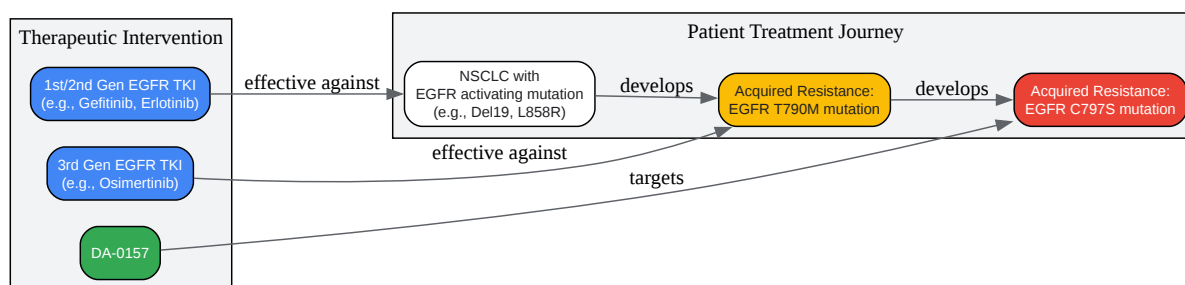 Therapeutic Intervention
1st/2nd Gen EGFR TKI
(e.g., Gefitinib, Erlotinib)
3rd Gen EGFR TKI
(e.g., Osimertinib)
DA-0157
effective against
effective against
targets
Patient Treatment Journey
NSCLC with
EGFR activating mutation
(e.g., Del19, L858R)
develops
Acquired Resistance:
EGFR T790M mutation
develops
Acquired Resistance:
EGFR C797S mutation